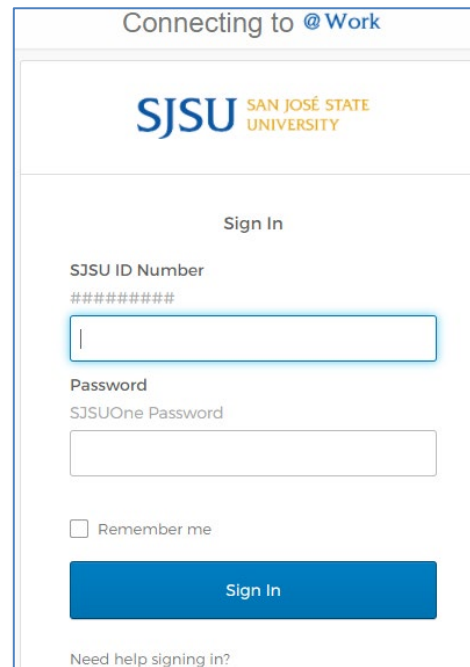 Connecting to @Work
SJSU SAN JOSÉ STATE
UNIVERSITY
Sign In
SJSU ID Number
#########
Password
SJSUOne Password
Remember me
Sign In
Need help signing in?